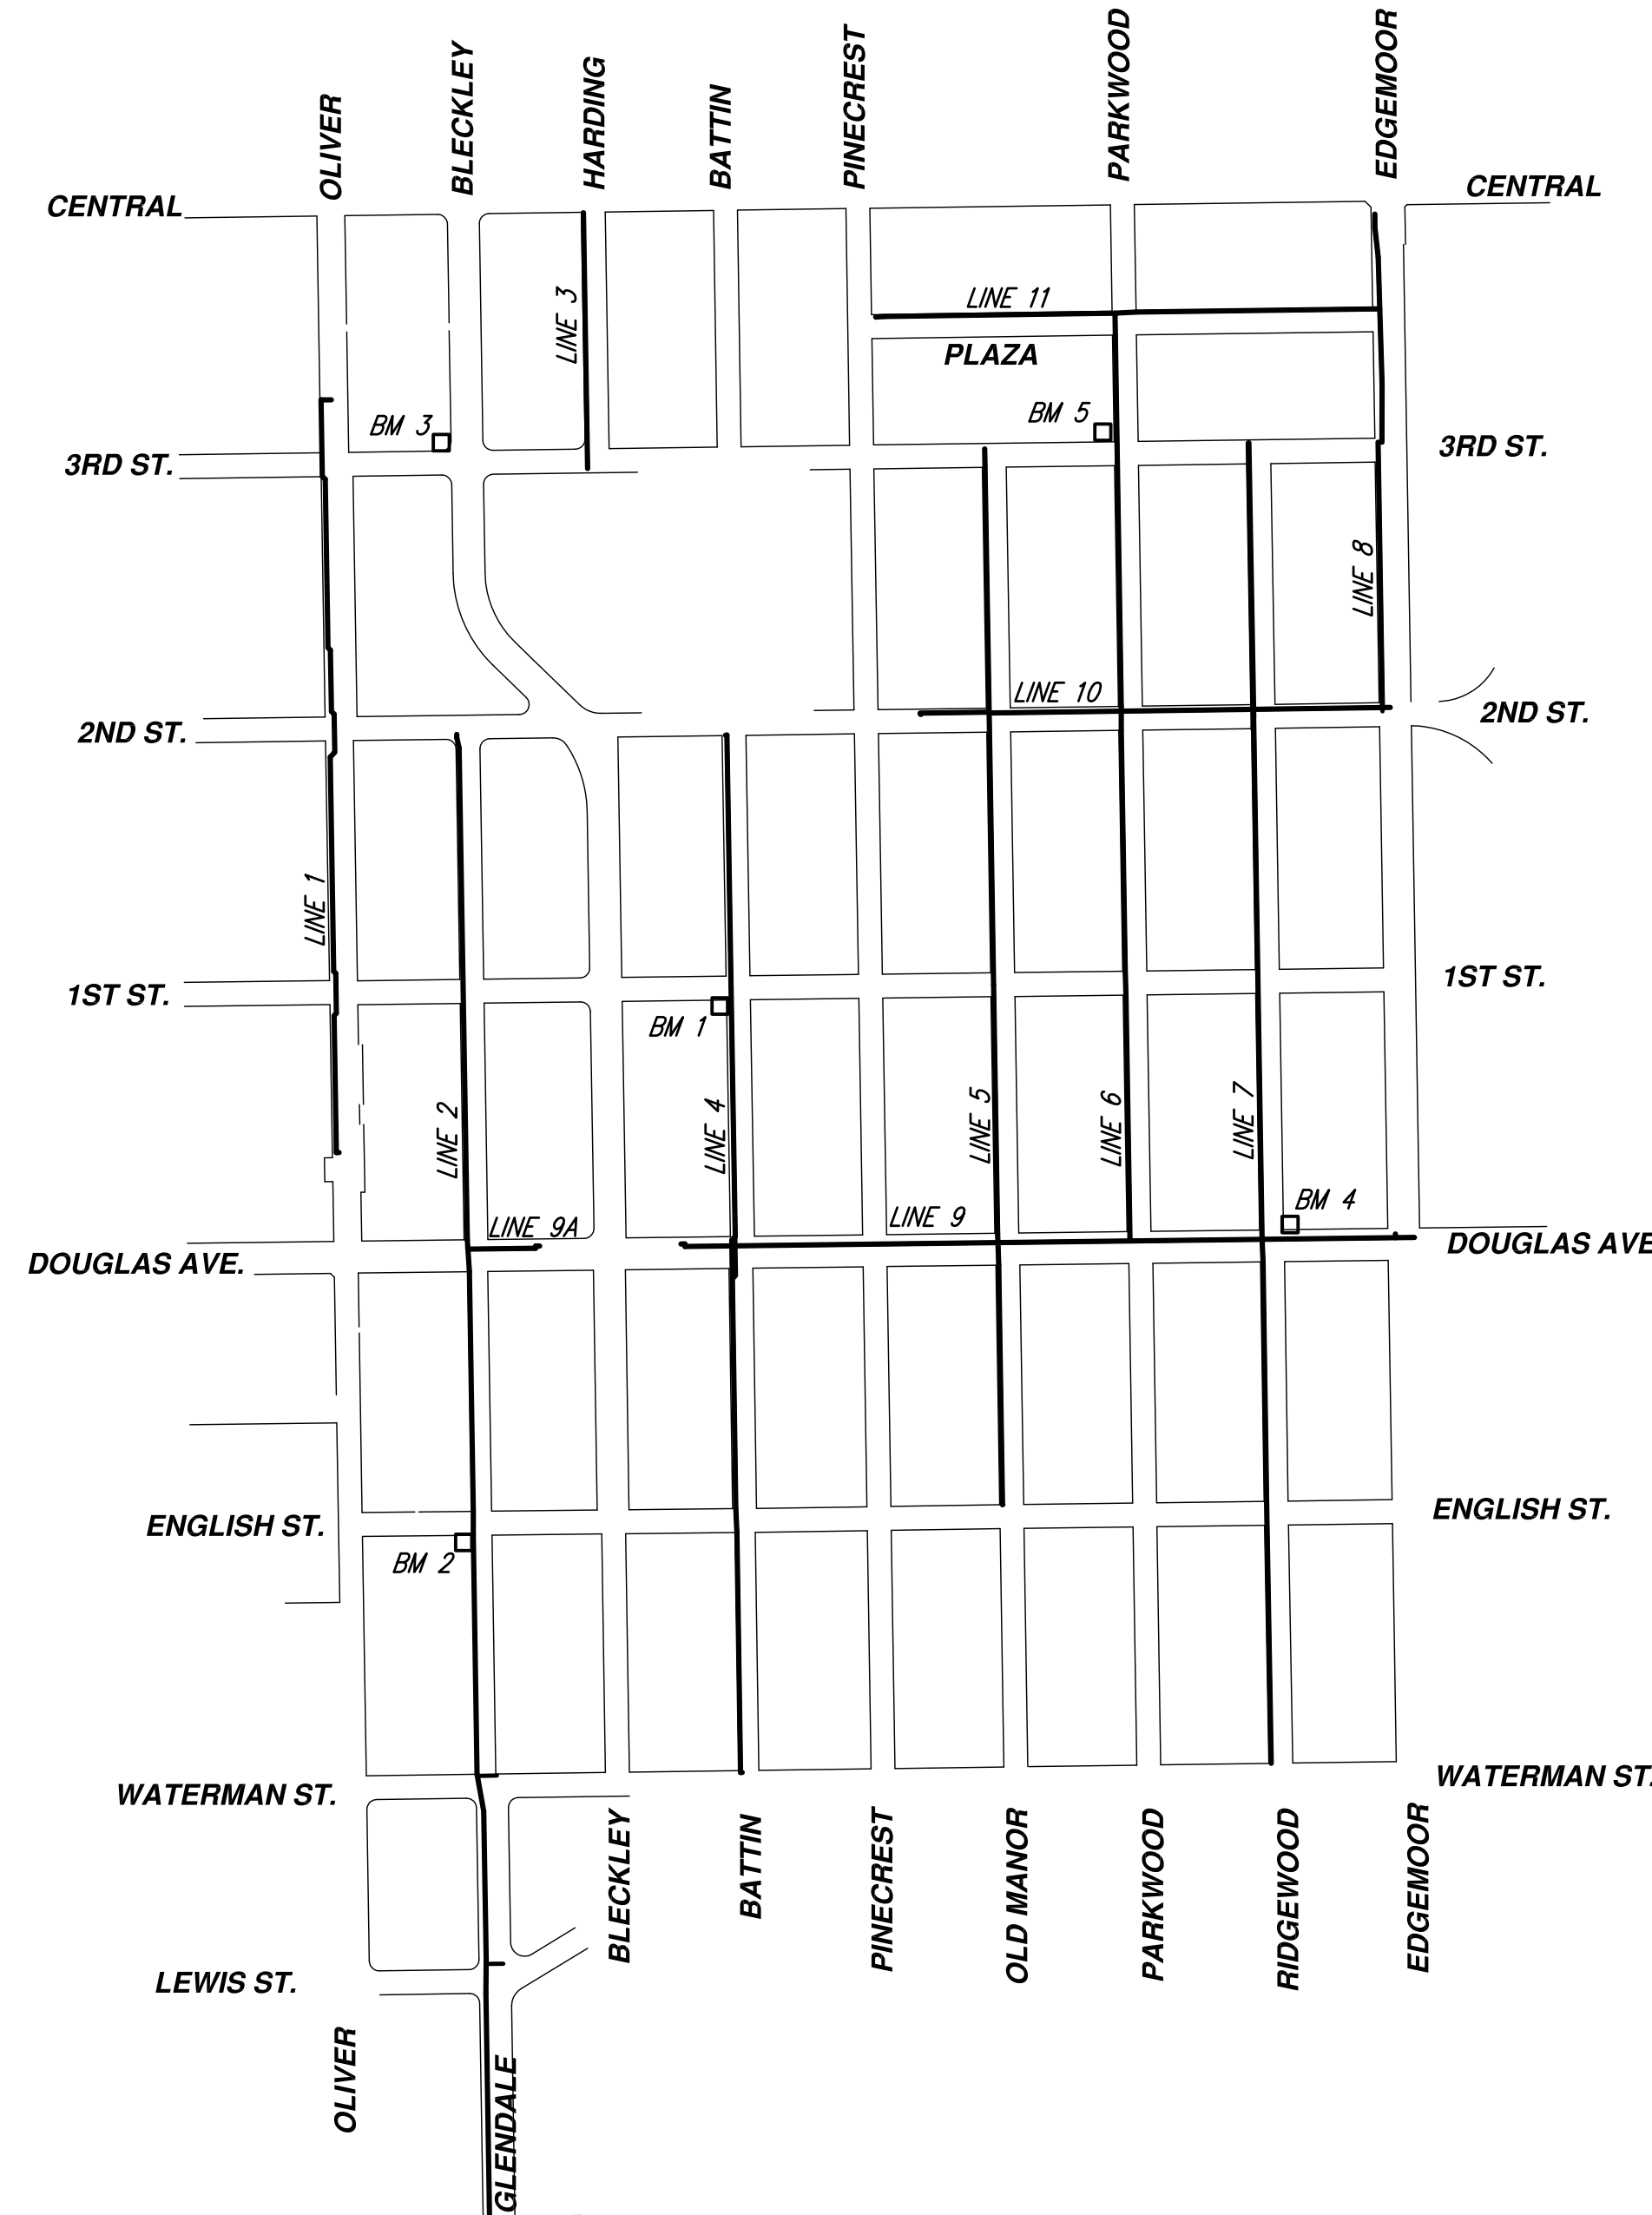 OLIVER
BLECKLEY
HARDING
BATTIN
PINECREST
PARKWOOD
EDGEMOOR
CENTRAL
CENTRAL
LINE 3
LINE 11
PLAZA
BM 3
BM 5
3RD ST.
3RD ST.
LINE 8
LINE 10
2ND ST.
2ND ST.
LINE 1
1ST ST.
1ST ST.
BM 1
LINE 2
LINE 4
LINE 5
LINE 6
LINE 7
BM 4
LINE 9A
LINE 9
DOUGLAS AVE.
DOUGLAS AVE
ENGLISH ST.
ENGLISH ST.
BM 2
WATERMAN ST.
WATERMAN ST.
BLECKLEY
BATTIN
PINECREST
OLD MANOR
PARKWOOD
RIDGEWOOD
EDGEMOOR
LEWIS ST.
OLIVER
GLENDALE